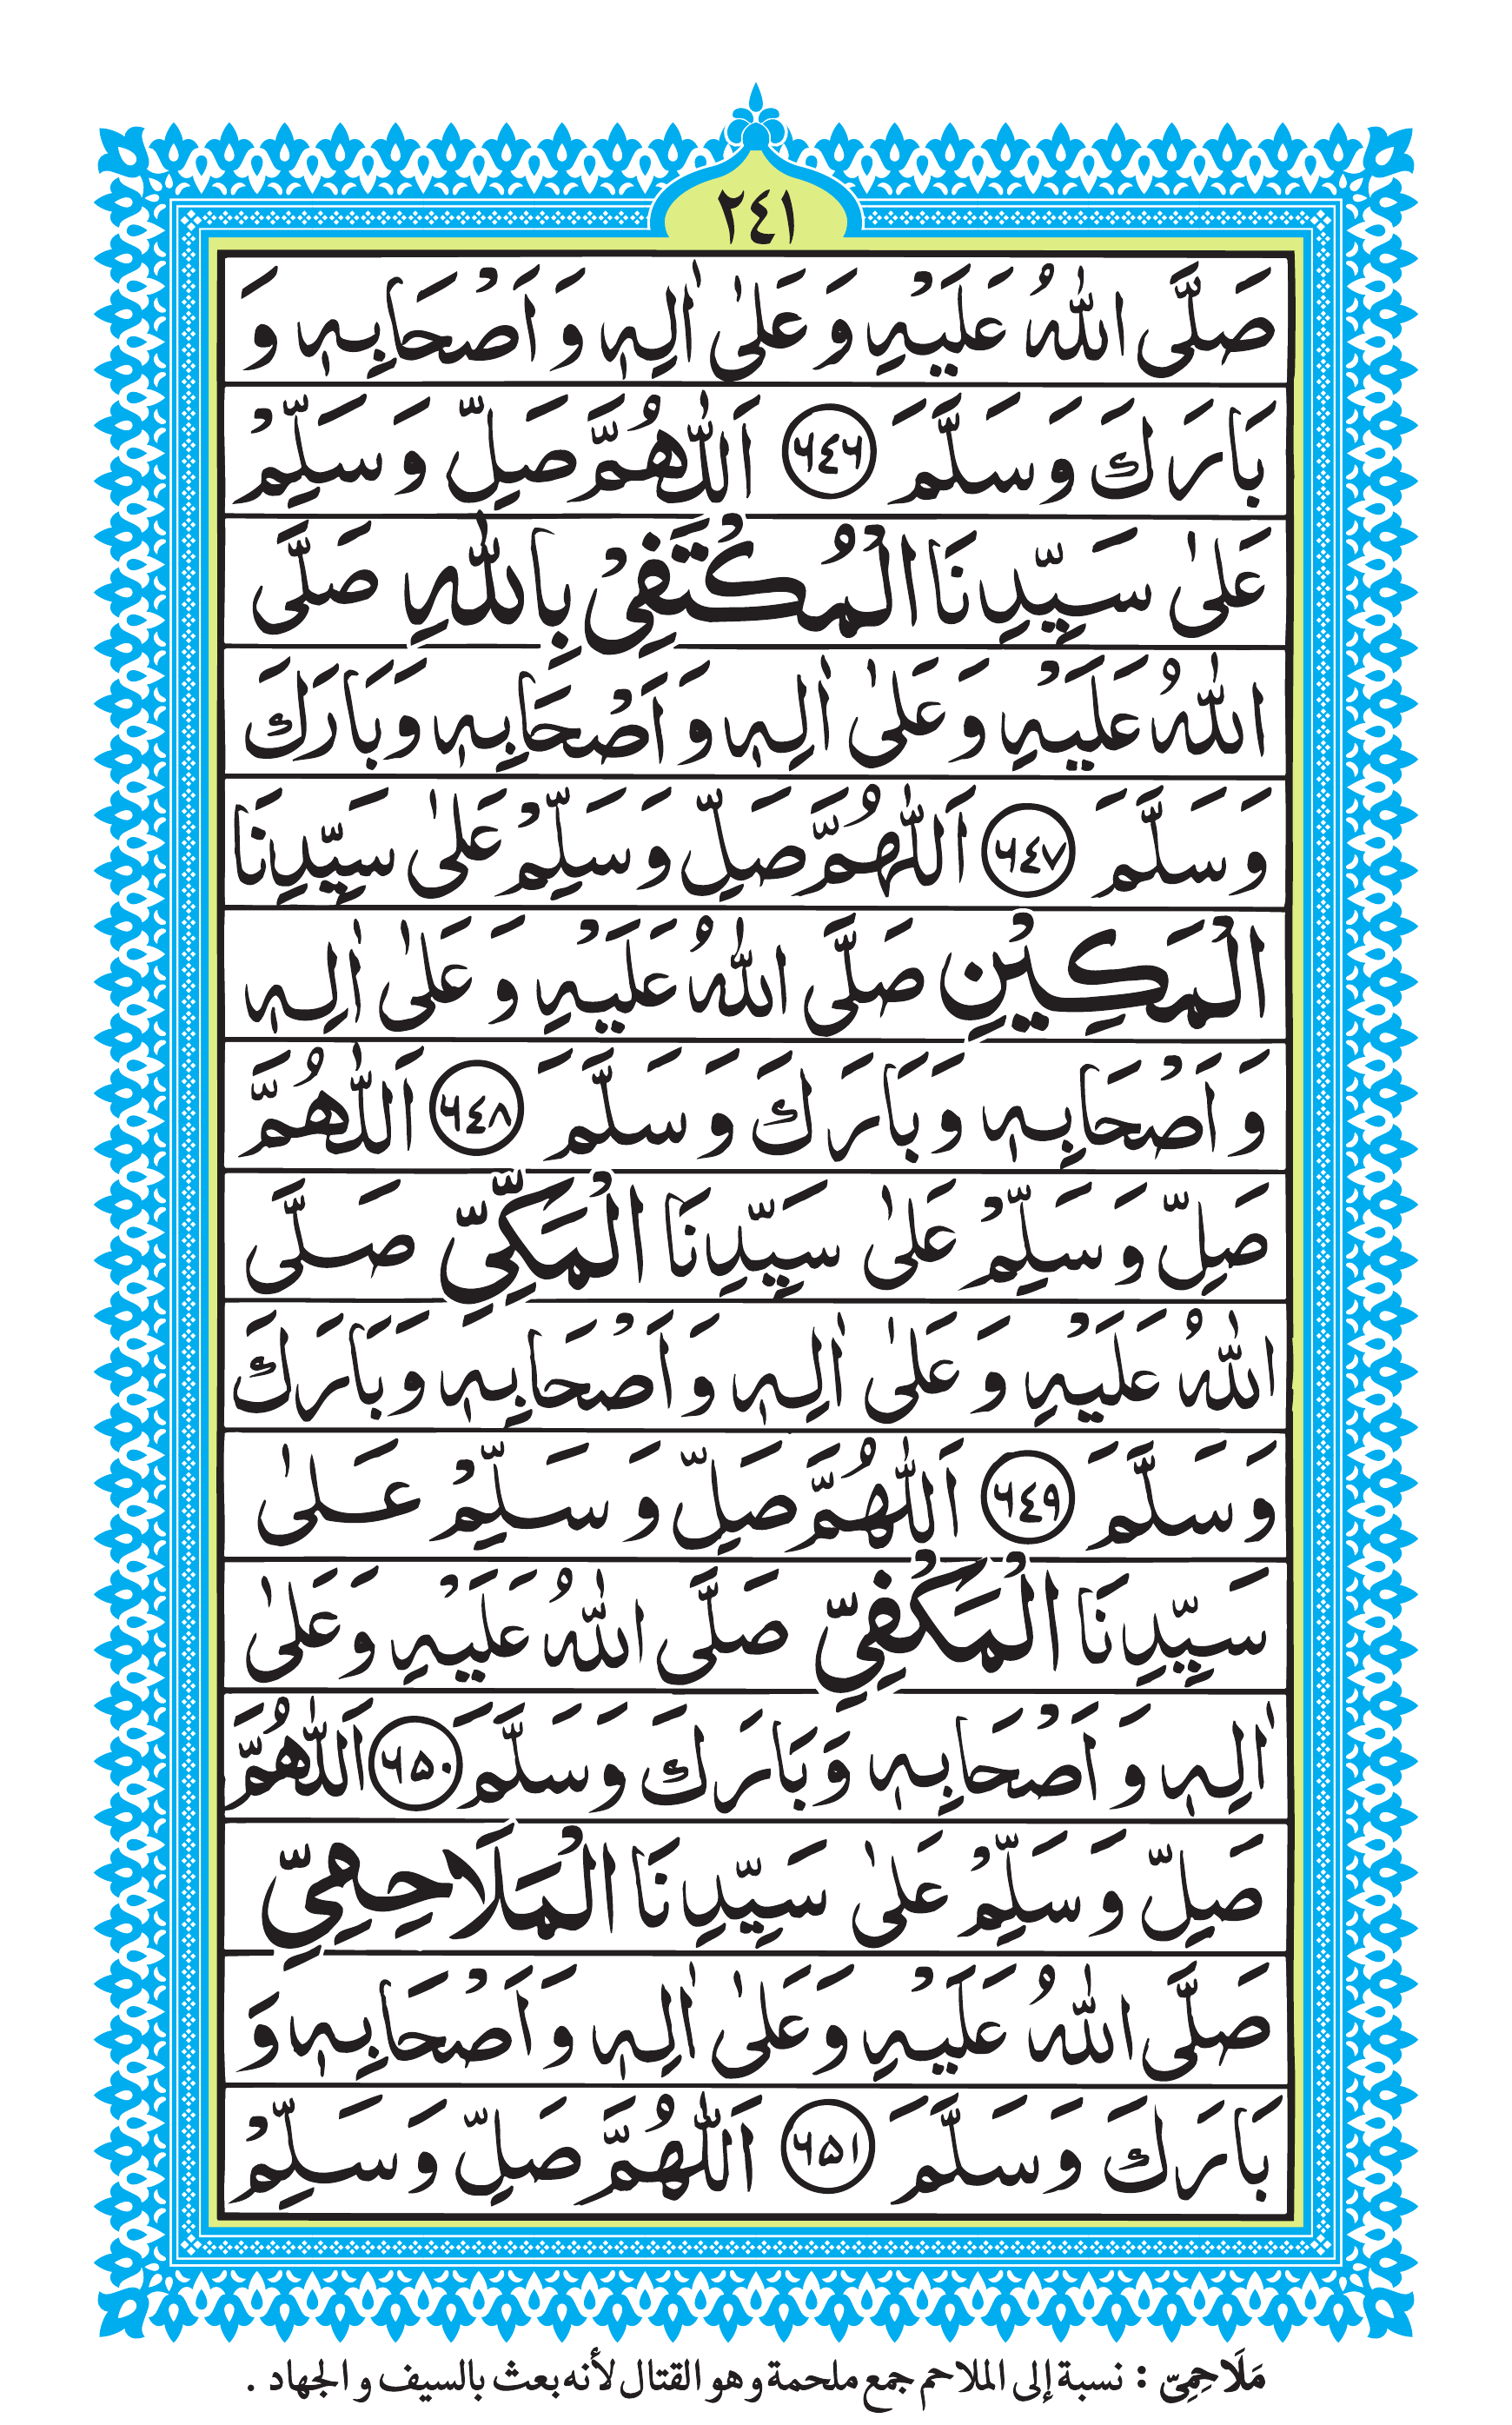 ٢٤١
صَلَّى اللّٰهُ عَلَيْهِ وَ عَلٰى اٰلِهٖ وَ اَصْحَابِهٖ وَ
بَارَكَ وَ سَلَّمَ ٦٤٦ اَللّٰهُمَّ صَلِّ وَ سَلِّمْ
عَلٰى سَيِّدِنَا الْمُكْتَفِيْ بِاللّٰهِ صَلَّى
اللّٰهُ عَلَيْهِ وَ عَلٰى اٰلِهٖ وَ اَصْحَابِهٖ وَ بَارَكَ
وَ سَلَّمَ ٦٤٧ اَللّٰهُمَّ صَلِّ وَ سَلِّمْ عَلٰى سَيِّدِنَا
الْمَكِيْنِ صَلَّى اللّٰهُ عَلَيْهِ وَ عَلٰى اٰلِهٖ
وَ اَصْحَابِهٖ وَ بَارَكَ وَ سَلَّمَ ٦٤٨ اَللّٰهُمَّ
صَلِّ وَ سَلِّمْ عَلٰى سَيِّدِنَا الْمَكِّيِّ صَلَّى
اللّٰهُ عَلَيْهِ وَ عَلٰى اٰلِهٖ وَ اَصْحَابِهٖ وَ بَارَكَ
وَ سَلَّمَ ٦٤٩ اَللّٰهُمَّ صَلِّ وَ سَلِّمْ عَلٰى
سَيِّدِنَا الْمَكْفِيِّ صَلَّى اللّٰهُ عَلَيْهِ وَ عَلٰى
اٰلِهٖ وَ اَصْحَابِهٖ وَ بَارَكَ وَ سَلَّمَ ٦٥٠ اَللّٰهُمَّ
صَلِّ وَ سَلِّمْ عَلٰى سَيِّدِنَا الْمَلَاحِمِيِّ
صَلَّى اللّٰهُ عَلَيْهِ وَ عَلٰى اٰلِهٖ وَ اَصْحَابِهٖ وَ
بَارَكَ وَ سَلَّمَ ٦٥١ اَللّٰهُمَّ صَلِّ وَ سَلِّمْ
مَلَاحِمِىّ : نسبة إلى الملاحم جمع ملحمة و هو القتال لأنه بعث بالسيف و الجهاد .